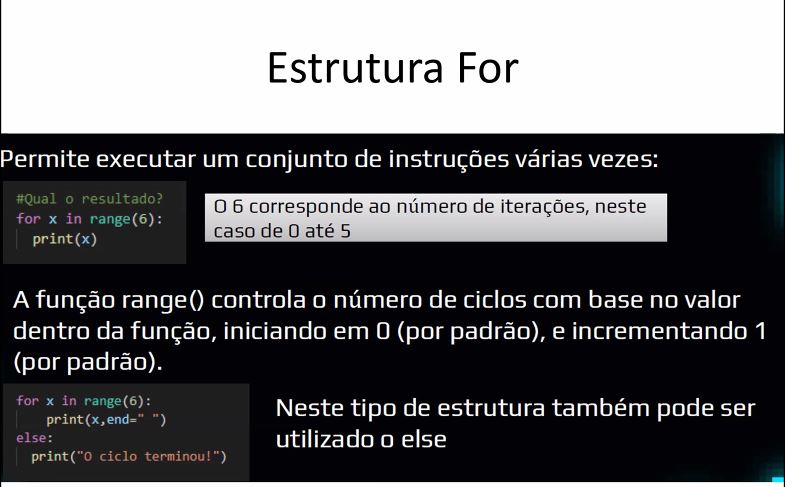 Estrutura For
Permite executar um conjunto de instruções várias vezes:
#Qual o resultado?
for x in range(6):
print(x)
O 6 corresponde ao número de iterações, neste
caso de 0 até 5
A função range() controla o número de ciclos com base no valor
dentro da função, iniciando em 0 (por padrão), e incrementando 1
(por padrão).
for x in range(6):
print(x,end=" ")
else:
print("O ciclo terminou!")
Neste tipo de estrutura também pode ser
utilizado o else